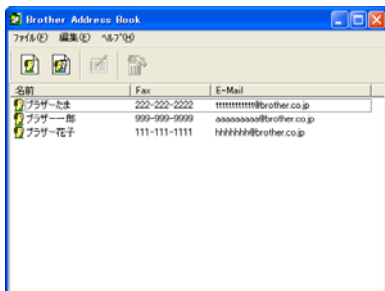 Brother Address Book
ファイル(F) 編集(E) ヘルプ(H)
名前 Fax E-Mail
ブラザーたま 222-222-2222 ttttttttttttt@brother.co.jp
ブラザー一郎 999-999-9999 aaaaaaaaa@brother.co.jp
ブラザー花子 111-111-1111 hhhhhhh@brother.co.jp